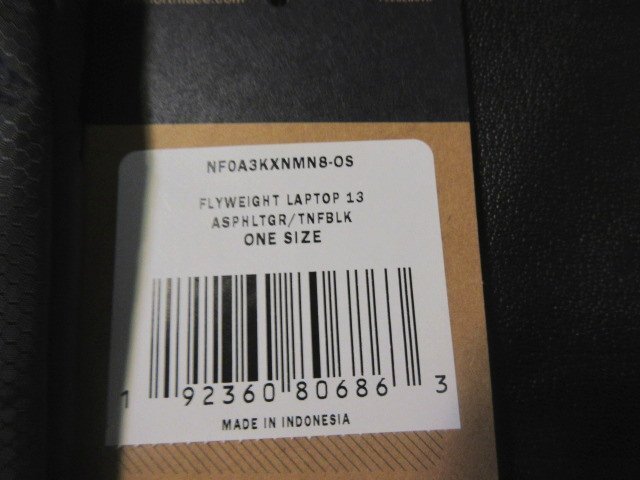 NF0A3KXNMN8-OS
FLYWEIGHT LAPTOP 13
ASPHLTGR/TNFBLK
ONE SIZE
1 92360 80686 3
MADE IN INDONESIA